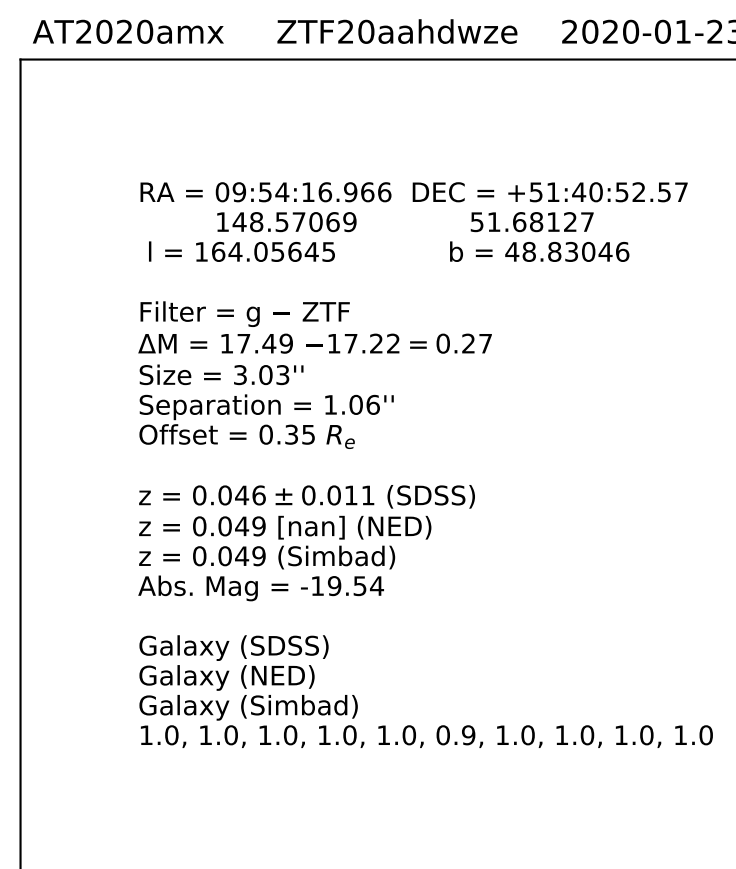 AT2020amx ZTF20aahdwze 2020-01-23
RA = 09:54:16.966 DEC = +51:40:52.57
148.57069 51.68127
l = 164.05645 b = 48.83046
Filter = g − ZTF
ΔM = 17.49 −17.22 = 0.27
Size = 3.03''
Separation = 1.06''
Offset = 0.35 Rₑ
z = 0.046 ± 0.011 (SDSS)
z = 0.049 [nan] (NED)
z = 0.049 (Simbad)
Abs. Mag = -19.54
Galaxy (SDSS)
Galaxy (NED)
Galaxy (Simbad)
1.0, 1.0, 1.0, 1.0, 1.0, 0.9, 1.0, 1.0, 1.0, 1.0